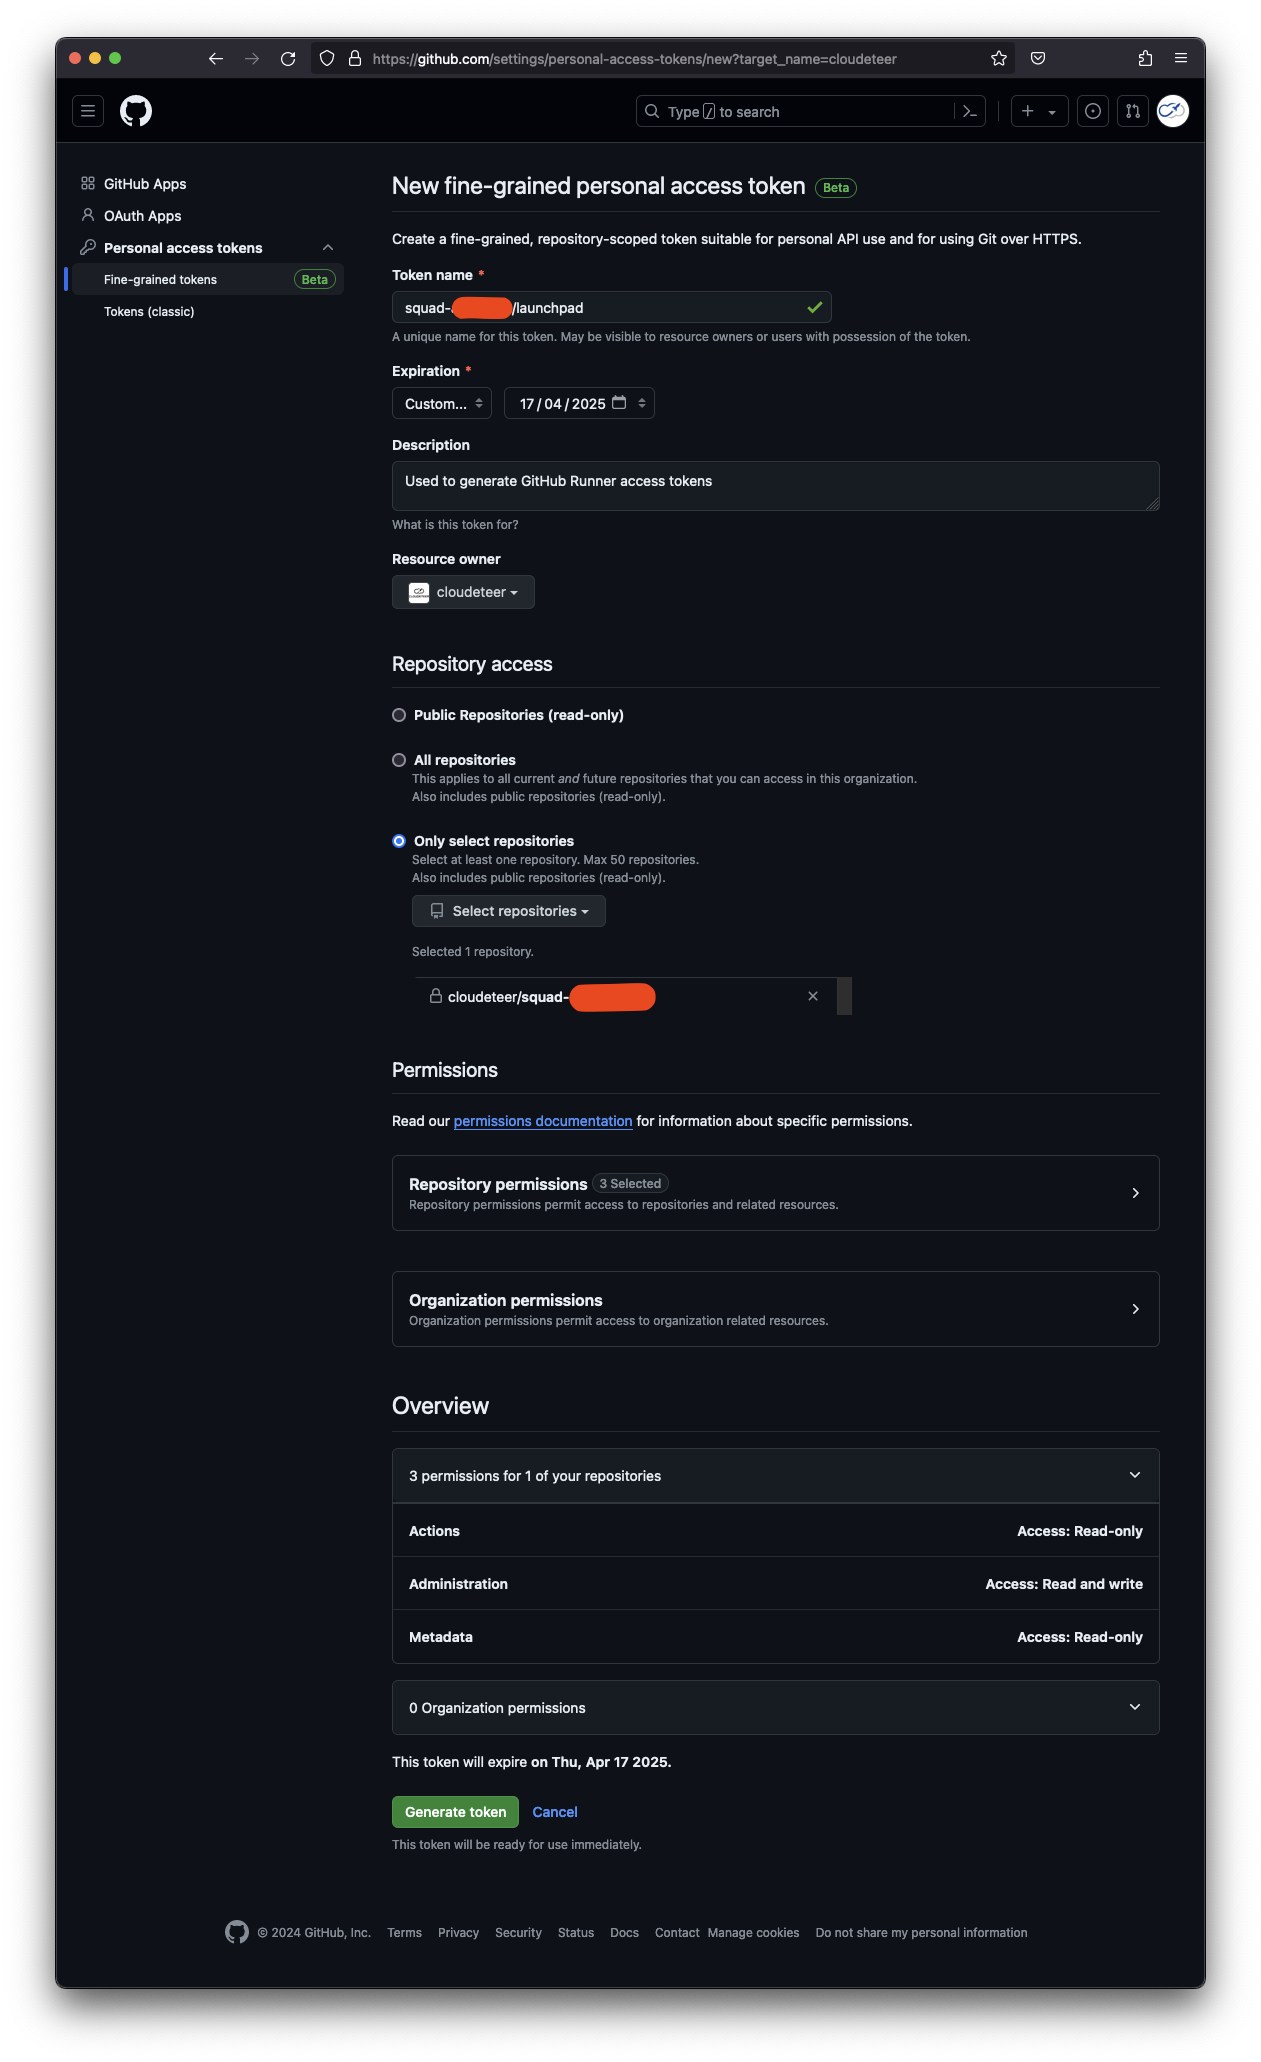 https://github.com/settings/personal-access-tokens/new?target_name=cloudeteer
Type / to search
GitHub Apps
OAuth Apps
Personal access tokens
Fine-grained tokens Beta
Tokens (classic)
New fine-grained personal access token Beta
Create a fine-grained, repository-scoped token suitable for personal API use and for using Git over HTTPS.
Token name *
squad- /launchpad
A unique name for this token. May be visible to resource owners or users with possession of the token.
Expiration *
Custom... 17/04/2025
Description
Used to generate GitHub Runner access tokens
What is this token for?
Resource owner
cloudeteer
Repository access
Public Repositories (read-only)
All repositories
This applies to all current and future repositories that you can access in this organization.
Also includes public repositories (read-only).
Only select repositories
Select at least one repository. Max 50 repositories.
Also includes public repositories (read-only).
Select repositories
Selected 1 repository.
cloudeteer/squad-
Permissions
Read our permissions documentation for information about specific permissions.
Repository permissions 3 Selected
Repository permissions permit access to repositories and related resources.
Organization permissions
Organization permissions permit access to organization related resources.
Overview
3 permissions for 1 of your repositories
Actions Access: Read-only
Administration Access: Read and write
Metadata Access: Read-only
0 Organization permissions
This token will expire on Thu, Apr 17 2025.
Generate token Cancel
This token will be ready for use immediately.
© 2024 GitHub, Inc. Terms Privacy Security Status Docs Contact Manage cookies Do not share my personal information